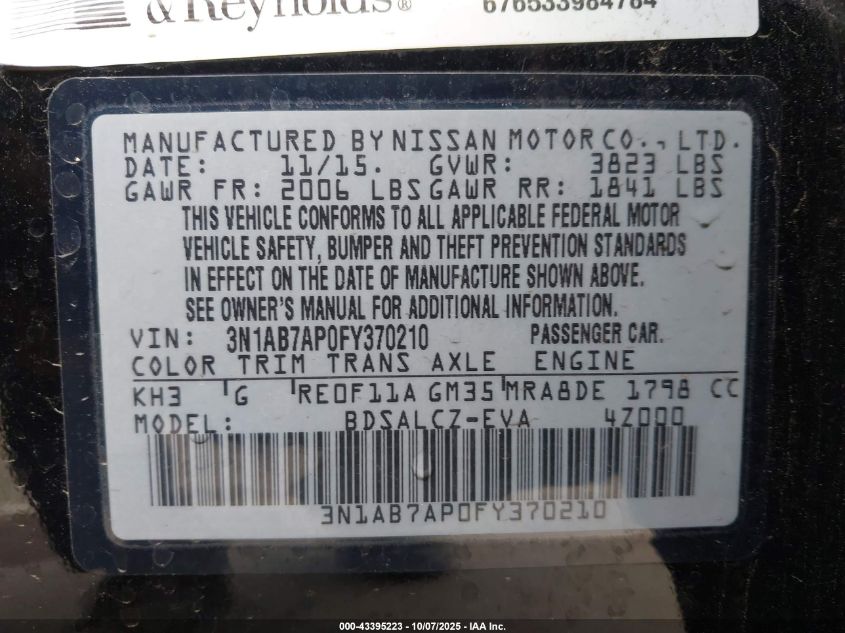 & Reynolds®
676533984784
MANUFACTURED BY NISSAN MOTOR CO., LTD.
DATE: 11/15. GVWR: 3823 LBS
GAWR FR: 2006 LBS GAWR RR: 1841 LBS
THIS VEHICLE CONFORMS TO ALL APPLICABLE FEDERAL MOTOR
VEHICLE SAFETY, BUMPER AND THEFT PREVENTION STANDARDS
IN EFFECT ON THE DATE OF MANUFACTURE SHOWN ABOVE.
SEE OWNER'S MANUAL FOR ADDITIONAL INFORMATION.
VIN: 3N1AB7AP0FY370210 PASSENGER CAR.
COLOR TRIM TRANS AXLE ENGINE
KH3 G RE0F11A GM35 MRA8DE 1798 CC
MODEL: BDSALCZ-EVA 4Z000
3N1AB7AP0FY370210
000-43395223 - 10/07/2025 - IAA Inc.